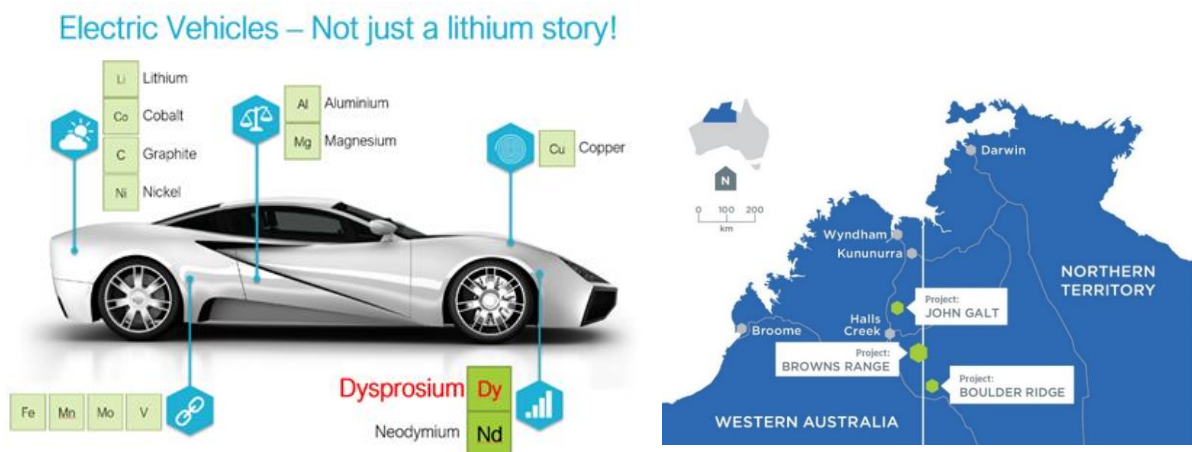 Electric Vehicles – Not just a lithium story!
Li Lithium
Co Cobalt
C Graphite
Ni Nickel
Al Aluminium
Mg Magnesium
Cu Copper
Fe Mn Mo V
Dysprosium Dy
Neodymium Nd
N
0 100 200
km
Darwin
Wyndham
Kununurra
NORTHERN
TERRITORY
Project:
JOHN GALT
Halls
Creek
Broome
Project:
BROWNS RANGE
Project:
BOULDER RIDGE
WESTERN AUSTRALIA